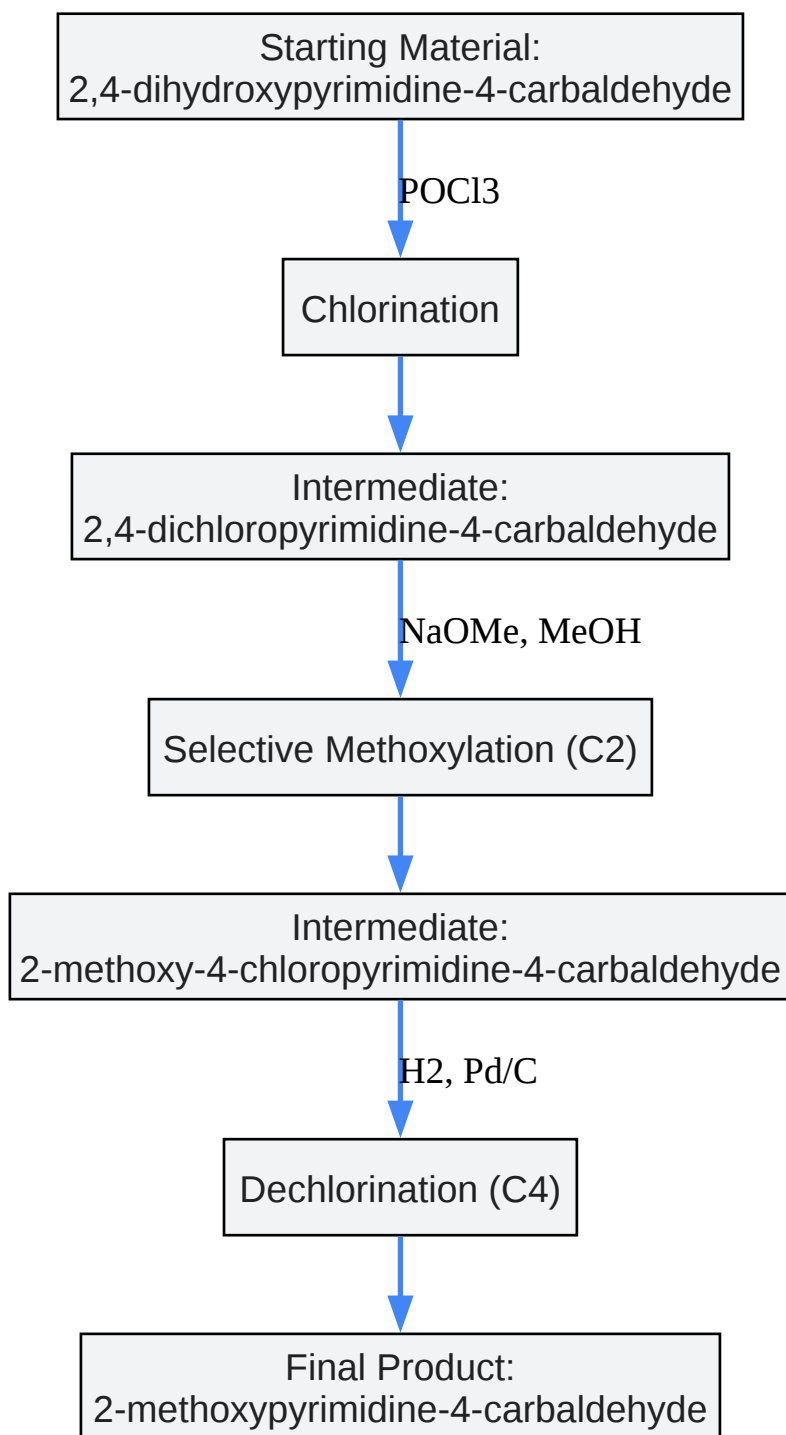 Starting Material:
2,4-dihydroxypyrimidine-4-carbaldehyde
POCl3
Chlorination
Intermediate:
2,4-dichloropyrimidine-4-carbaldehyde
NaOMe, MeOH
Selective Methoxylation (C2)
Intermediate:
2-methoxy-4-chloropyrimidine-4-carbaldehyde
H2, Pd/C
Dechlorination (C4)
Final Product:
2-methoxypyrimidine-4-carbaldehyde